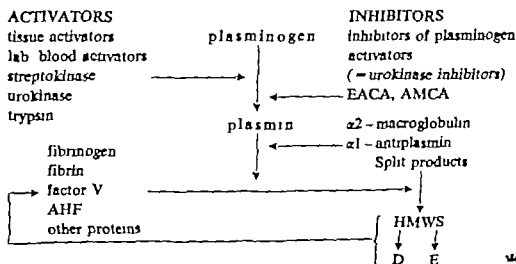 ACTIVATORS
tissue activators
lab blood activators
streptokinase
urokinase
trypsin
plasminogen
INHIBITORS
inhibitors of plasminogen
activators
(=urokinase inhibitors)
EACA, AMCA
plasmin
α2-macroglobulin
α1-antiplasmin
Split products
fibrinogen
fibrin
factor V
AHF
other proteins
HMWS
D E